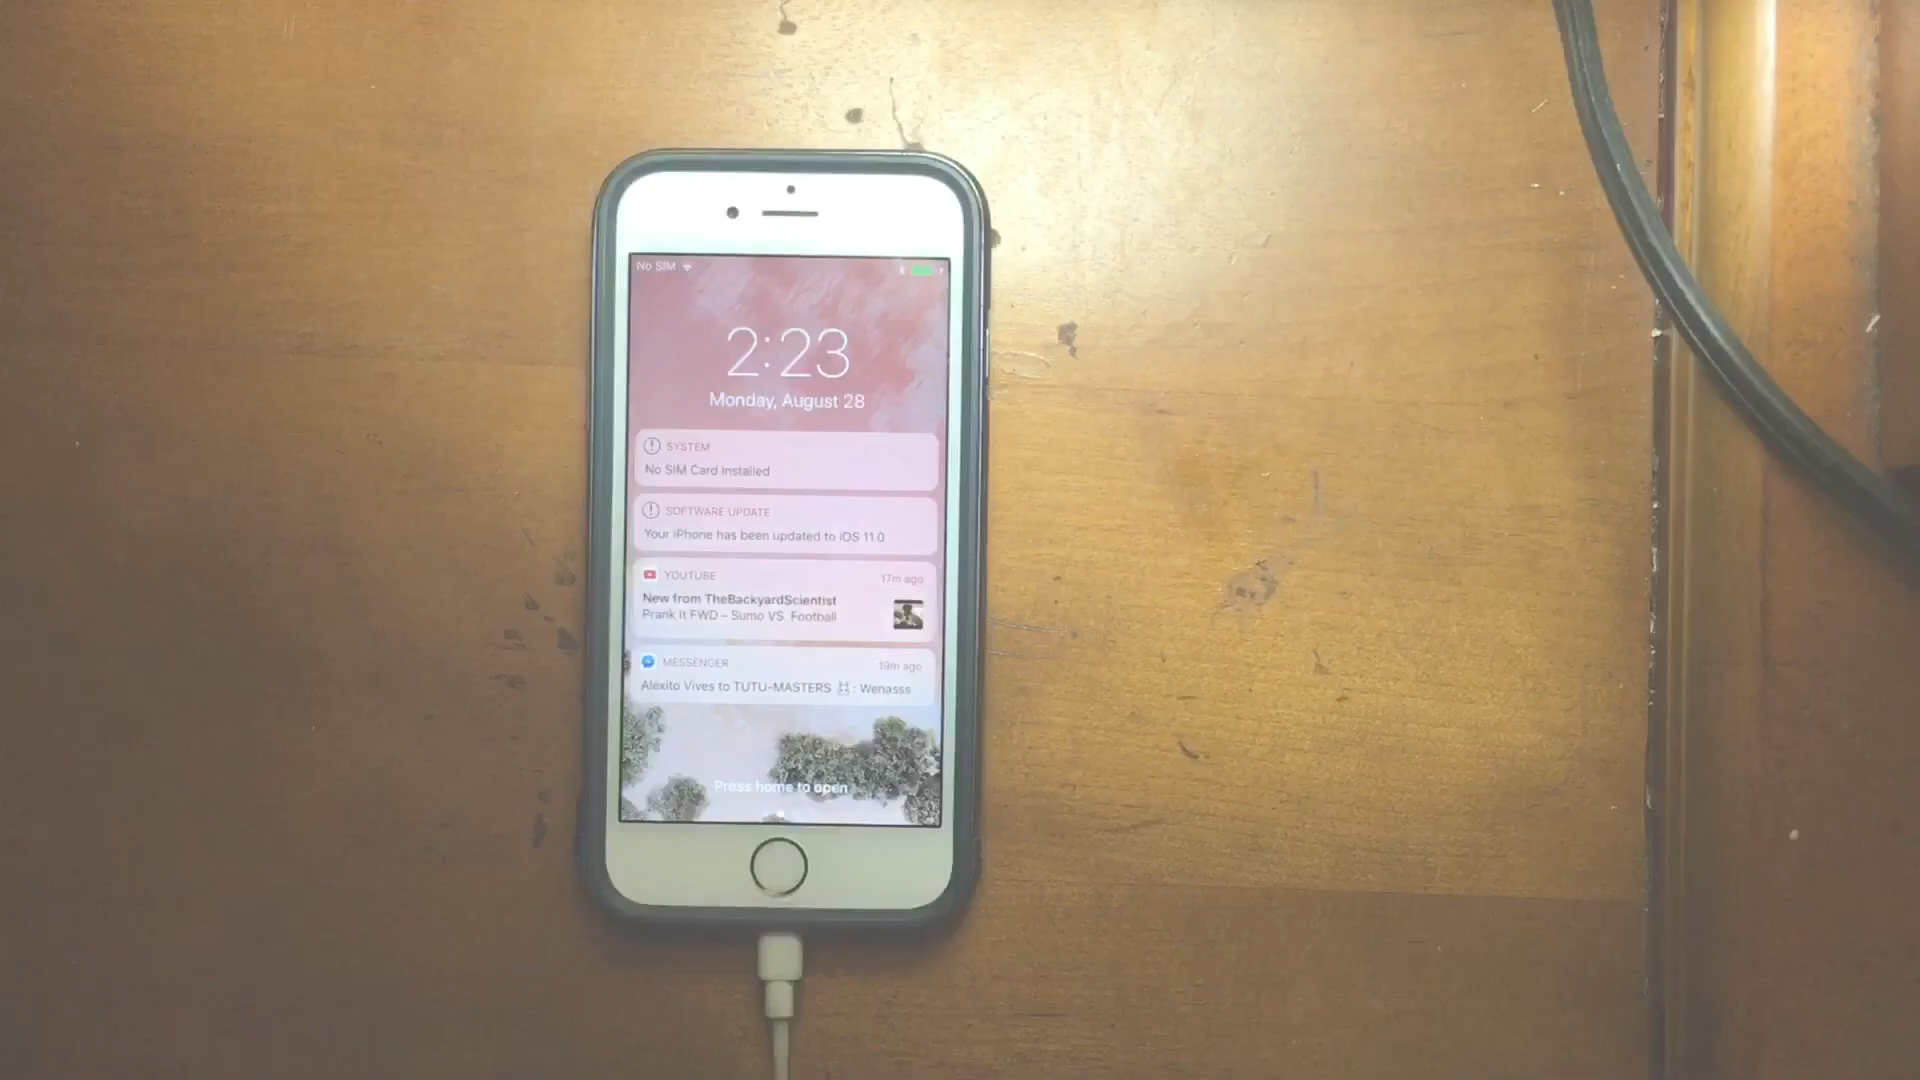 No SIM
2:23
Monday, August 28
SYSTEM
No SIM Card Installed
SOFTWARE UPDATE
Your iPhone has been updated to iOS 11.0
YOUTUBE 17m ago
New from TheBackyardScientist
Prank It FWD – Sumo VS. Football
MESSENGER 19m ago
Alexito Vives to TUTU-MASTERS : Wenasss
Press home to open